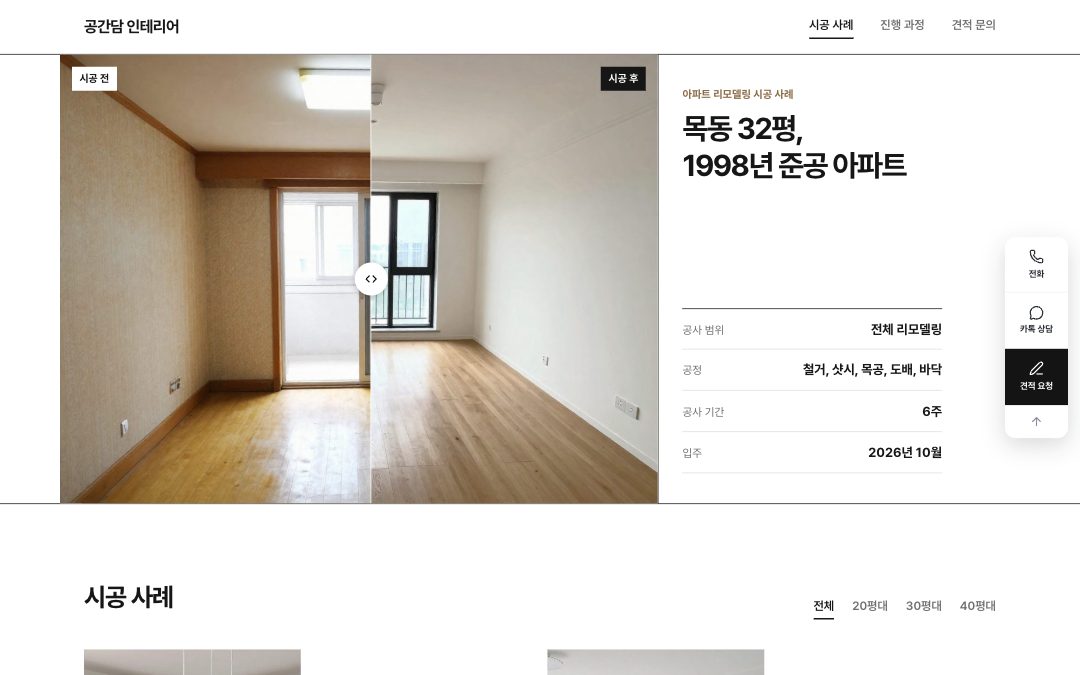 공간담 인테리어
시공 사례
진행 과정
견적 문의
시공 전
시공 후
아파트 리모델링 시공 사례
목동 32평,
1998년 준공 아파트
공사 범위
전체 리모델링
공정
철거, 샷시, 목공, 도배, 바닥
공사 기간
6주
입주
2026년 10월
전화
카톡 상담
견적 요청
시공 사례
전체
20평대
30평대
40평대